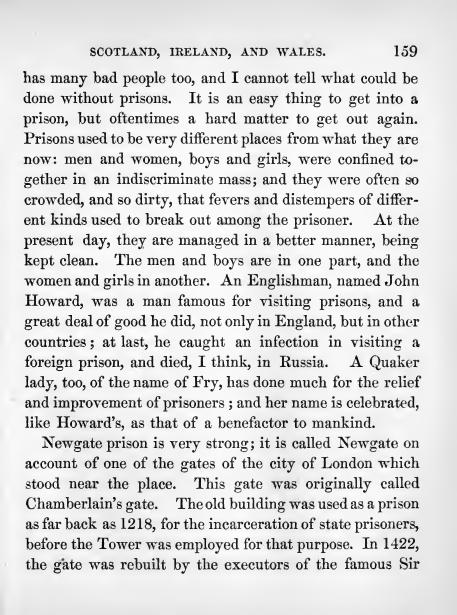 SCOTLAND, IRELAND, AND WALES. 159
has many bad people too, and I cannot tell what could be
done without prisons. It is an easy thing to get into a
prison, but oftentimes a hard matter to get out again.
Prisons used to be very different places from what they are
now: men and women, boys and girls, were confined to-
gether in an indiscriminate mass; and they were often so
crowded, and so dirty, that fevers and distempers of differ-
ent kinds used to break out among the prisoner. At the
present day, they are managed in a better manner, being
kept clean. The men and boys are in one part, and the
women and girls in another. An Englishman, named John
Howard, was a man famous for visiting prisons, and a
great deal of good he did, not only in England, but in other
countries; at last, he caught an infection in visiting a
foreign prison, and died, I think, in Russia. A Quaker
lady, too, of the name of Fry, has done much for the relief
and improvement of prisoners; and her name is celebrated,
like Howard's, as that of a benefactor to mankind.
Newgate prison is very strong; it is called Newgate on
account of one of the gates of the city of London which
stood near the place. This gate was originally called
Chamberlain's gate. The old building was used as a prison
as far back as 1218, for the incarceration of state prisoners,
before the Tower was employed for that purpose. In 1422,
the gate was rebuilt by the executors of the famous Sir